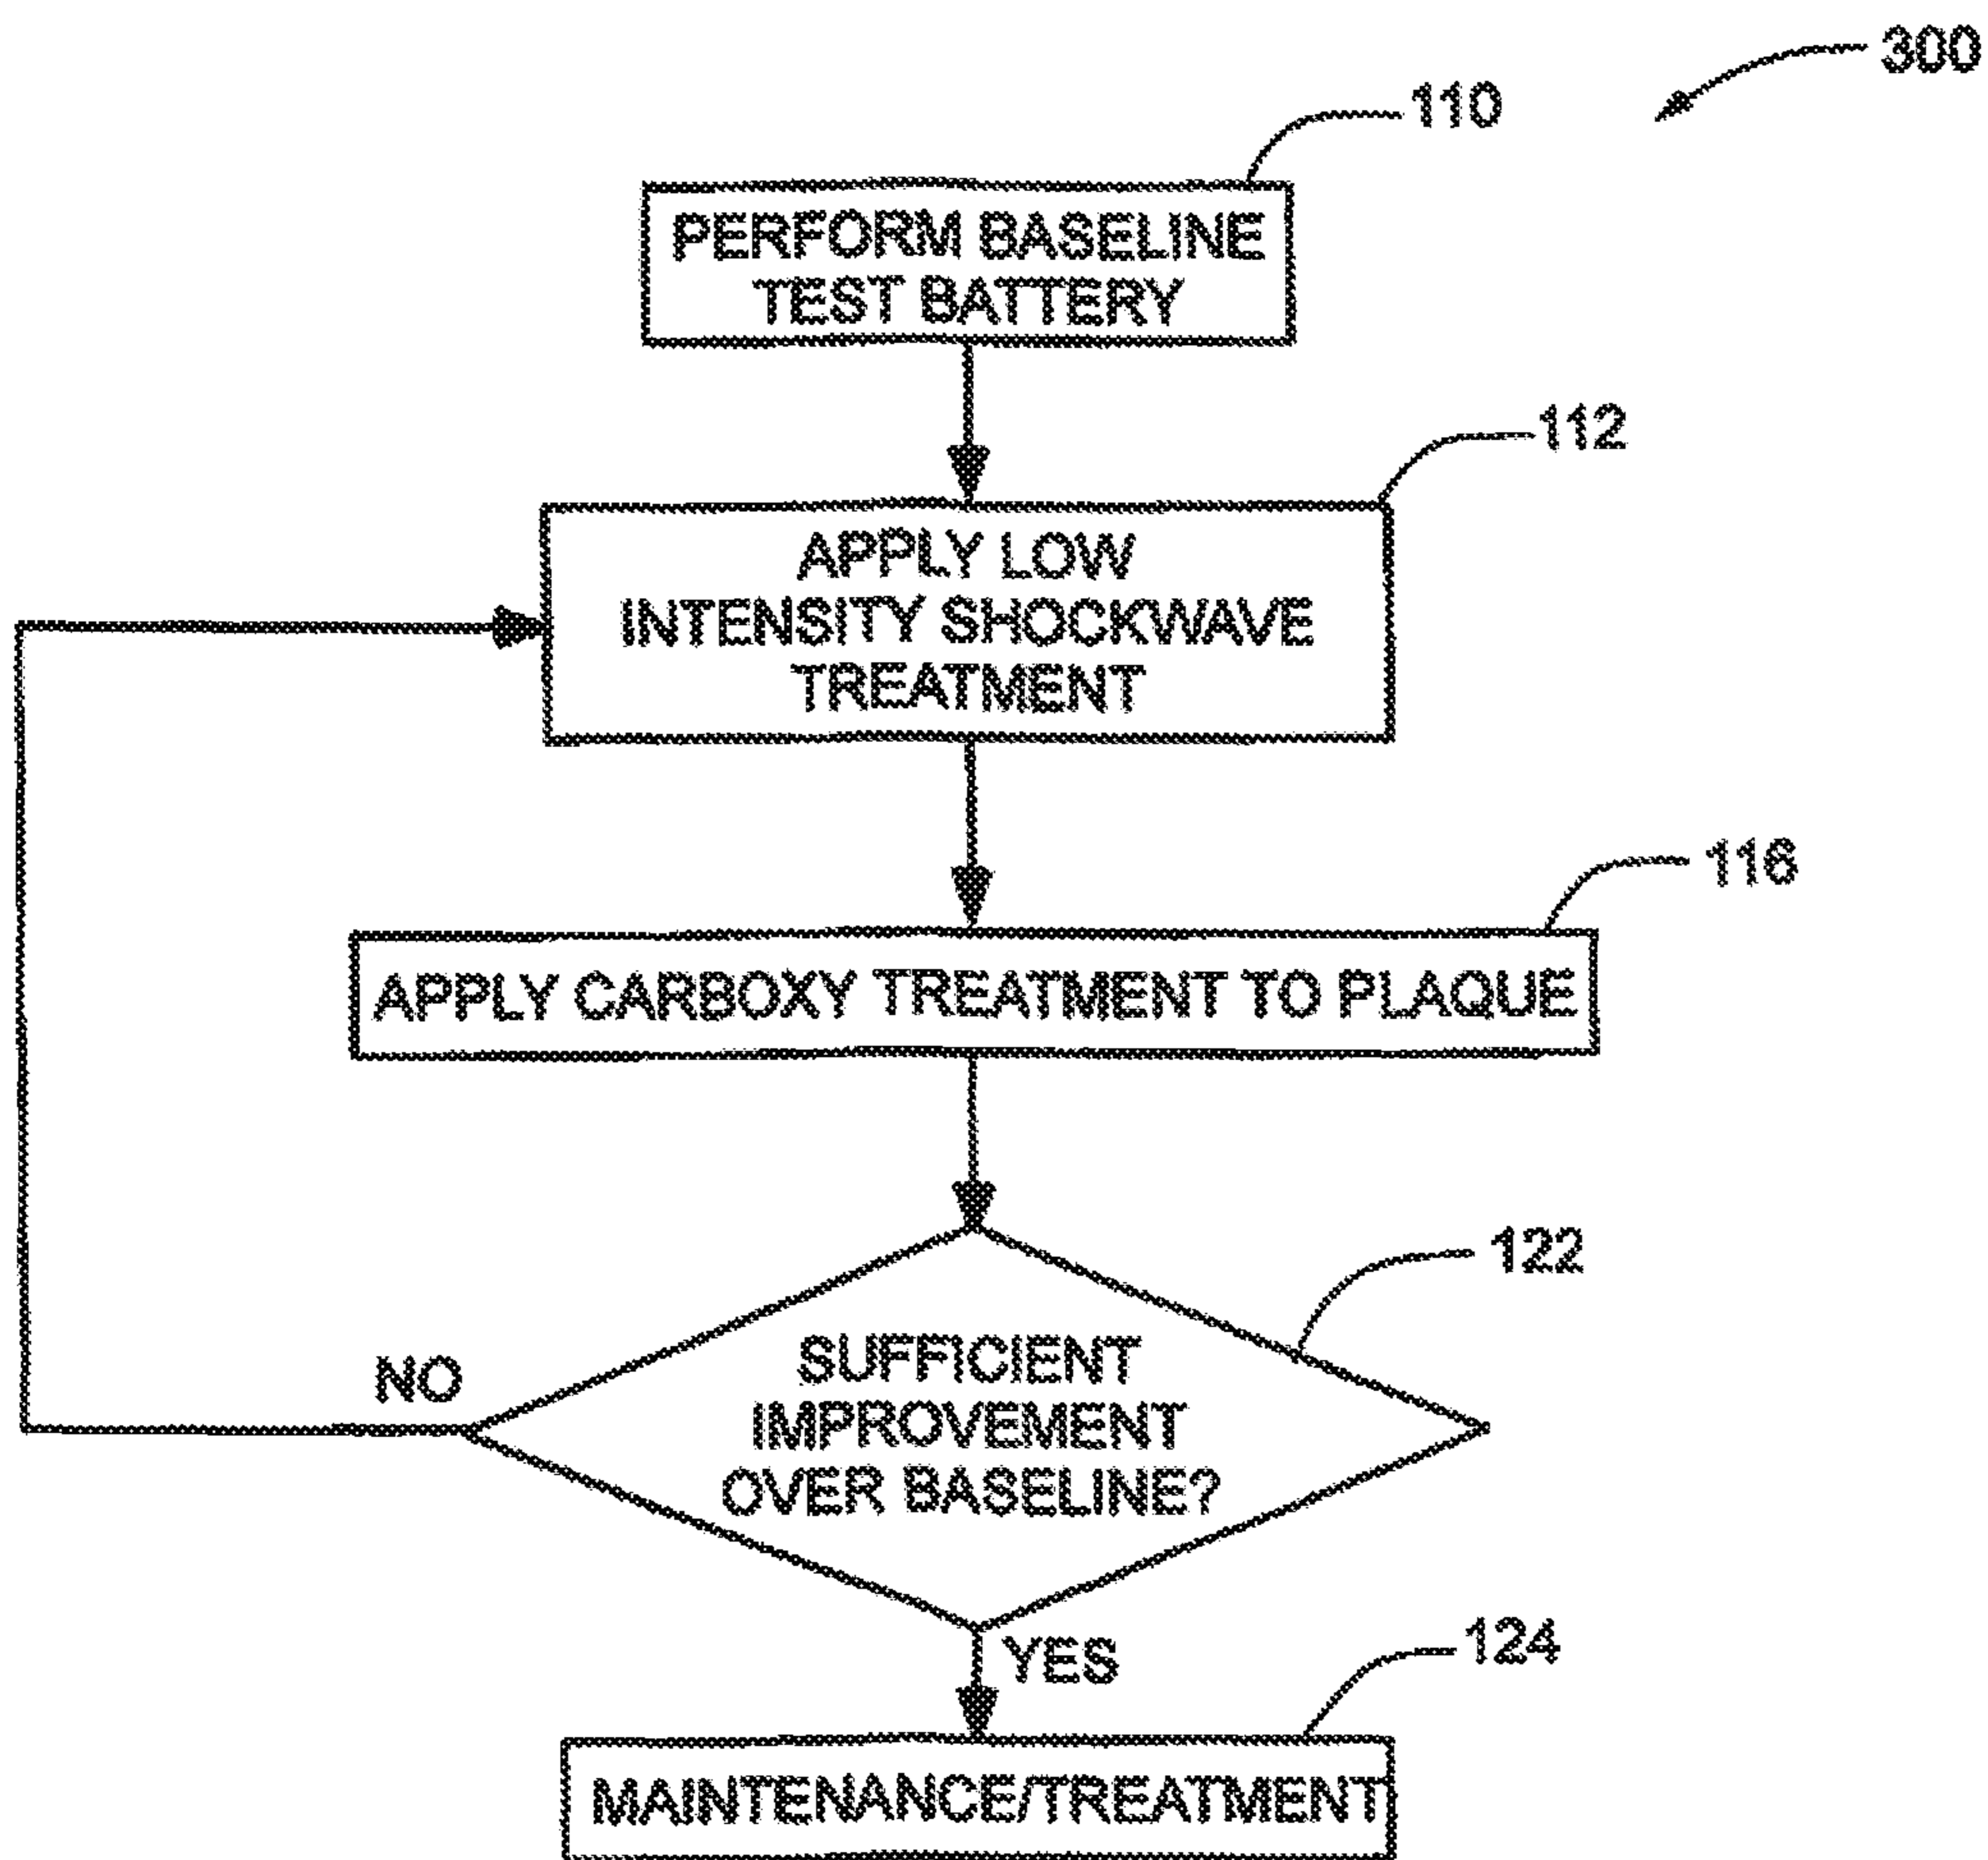 300
110
PERFORM BASELINE
TEST BATTERY
112
APPLY LOW
INTENSITY SHOCKWAVE
TREATMENT
116
APPLY CARBOXY TREATMENT TO PLAQUE
122
NO
SUFFICIENT
IMPROVEMENT
OVER BASELINE?
YES
124
MAINTENANCE/TREATMENT